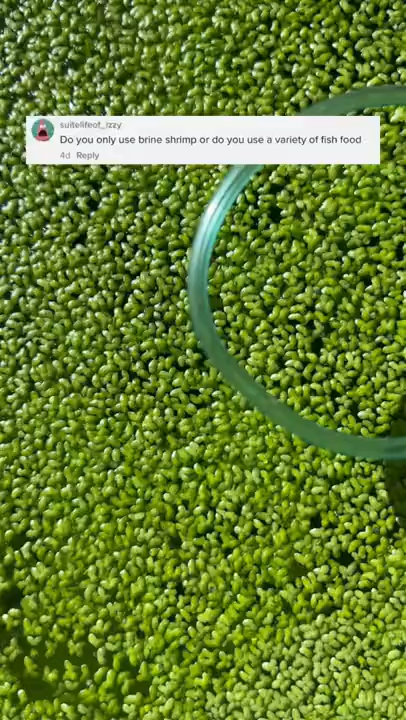 suitelifeof_izzy
Do you only use brine shrimp or do you use a variety of fish food
4d Reply